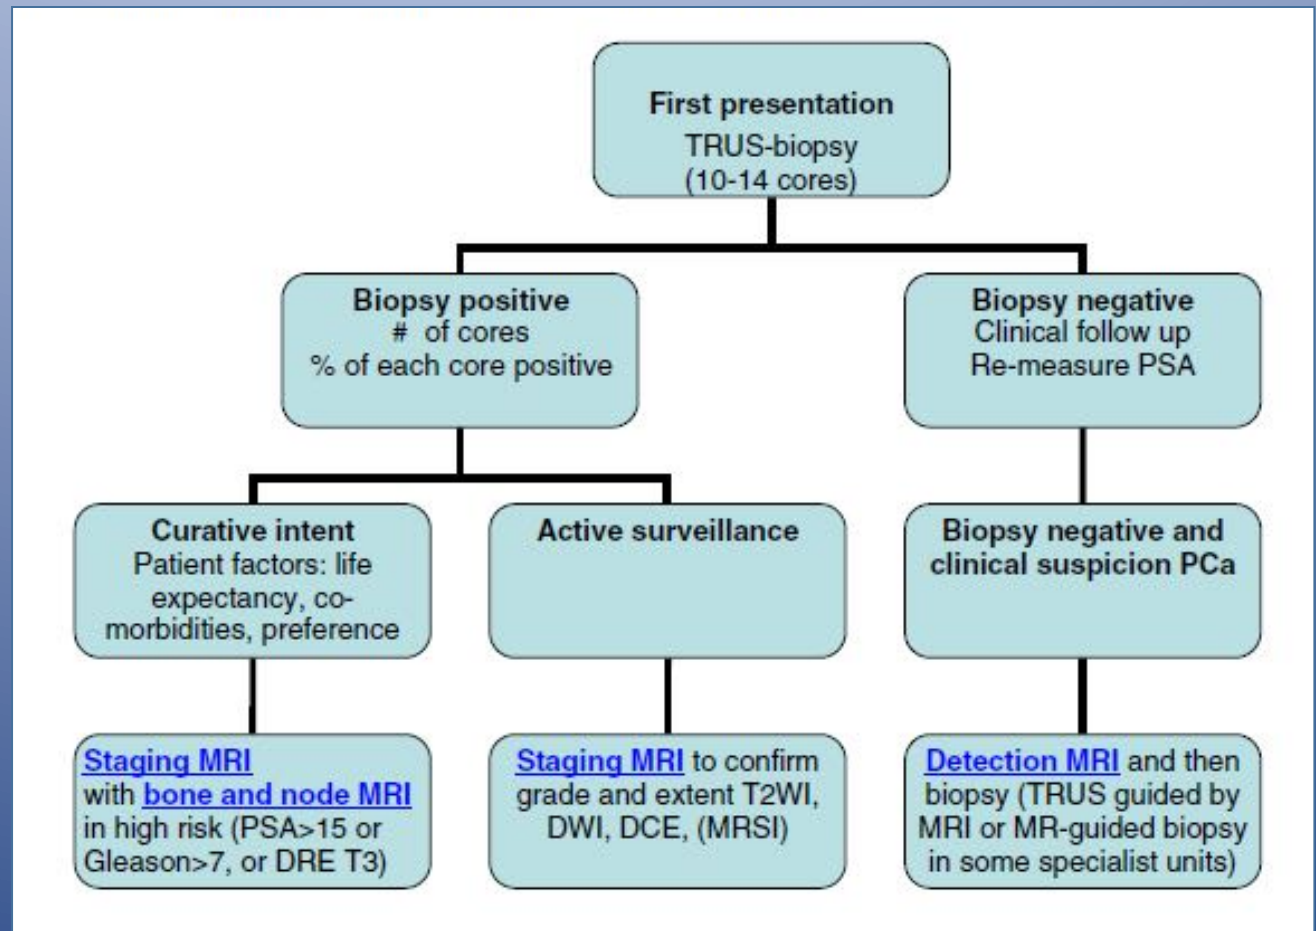 First presentation
TRUS-biopsy
(10-14 cores)
Biopsy positive
# of cores
% of each core positive
Biopsy negative
Clinical follow up
Re-measure PSA
Curative intent
Patient factors: life
expectancy, co-
morbidities, preference
Active surveillance
Biopsy negative and
clinical suspicion PCa
Staging MRI
with bone and node MRI
in high risk (PSA>15 or
Gleason>7, or DRE T3)
Staging MRI to confirm
grade and extent T2WI,
DWI, DCE, (MRSI)
Detection MRI and then
biopsy (TRUS guided by
MRI or MR-guided biopsy
in some specialist units)